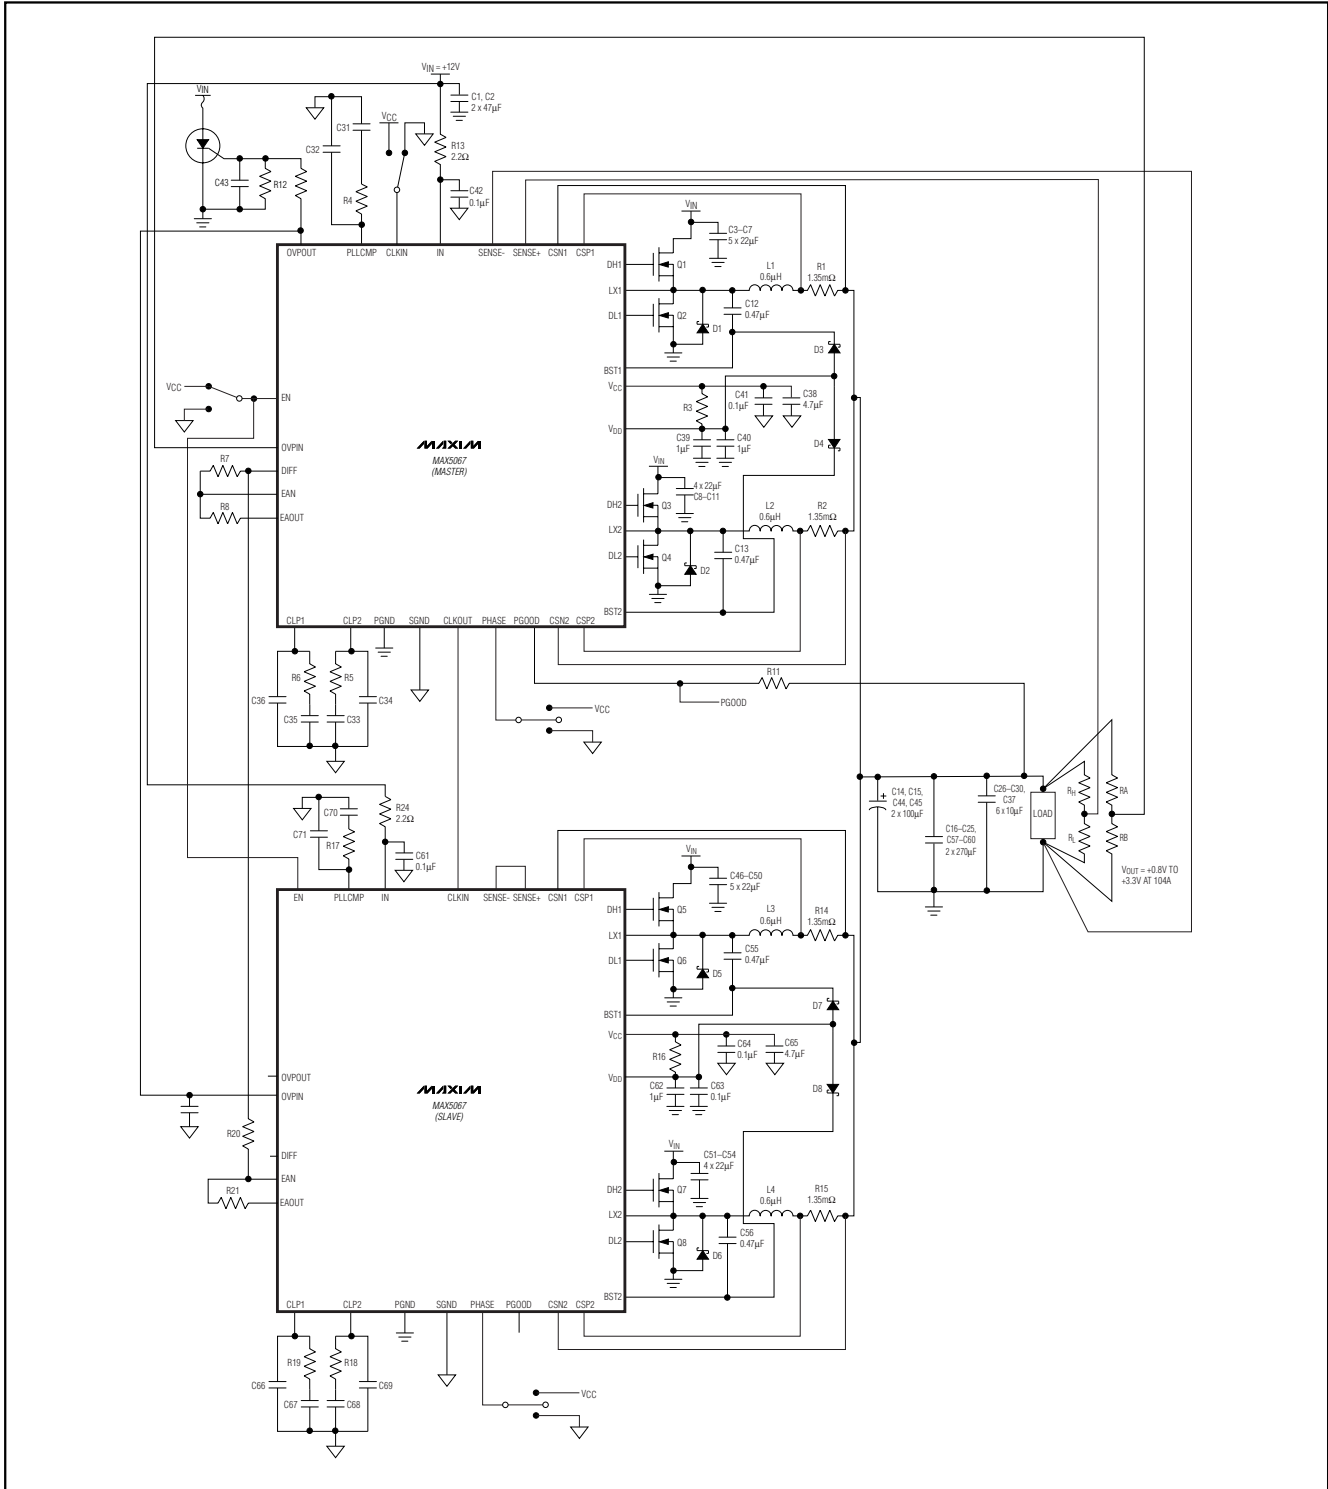 VIN = +12V
C1, C2
2 x 47µF
VIN
C31
C32
VCC
R13
2.2Ω
C43
R12
R4
C42
0.1µF
OVPOUT
PLLCMP
CLKIN
IN
SENSE-
SENSE+
CSN1
CSP1
VIN
C3–C7
5 x 22µF
DH1
Q1
L1
0.6µH
R1
1.35mΩ
LX1
C12
0.47µF
DL1
Q2
D1
D3
BST1
VCC
EN
VCC
R3
C41
0.1µF
C38
4.7µF
VDD
C39
1µF
C40
1µF
D4
OVPIN
MAXIM
MAX5067
(MASTER)
R7
DIFF
EAN
R8
EAOUT
VIN
4 x 22µF
C8–C11
DH2
Q3
L2
0.6µH
R2
1.35mΩ
LX2
C13
0.47µF
DL2
Q4
D2
BST2
CLP1
CLP2
PGND
SGND
CLKOUT
PHASE
PGOOD
CSN2
CSP2
R6
R5
C36
C35
C33
C34
R11
PGOOD
VCC
C14, C15,
C44, C45
2 x 100µF
C16–C25,
C57–C60
2 x 270µF
C26–C30,
C37
6 x 10µF
LOAD
RH
RL
RA
RB
VOUT = +0.8V TO
+3.3V AT 104A
R24
2.2Ω
C70
C71
R17
C61
0.1µF
EN
PLLCMP
IN
CLKIN
SENSE-
SENSE+
CSN1
CSP1
VIN
C46–C50
5 x 22µF
DH1
Q5
L3
0.6µH
R14
1.35mΩ
LX1
C55
0.47µF
DL1
Q6
D5
D7
BST1
VCC
R16
C64
0.1µF
C65
4.7µF
VDD
C62
1µF
C63
0.1µF
D8
OVPOUT
OVPIN
MAXIM
MAX5067
(SLAVE)
R20
DIFF
EAN
R21
EAOUT
VIN
C51–C54
4 x 22µF
DH2
Q7
L4
0.6µH
R15
1.35mΩ
LX2
C56
0.47µF
DL2
Q8
D6
BST2
CLP1
CLP2
PGND
SGND
PHASE
PGOOD
CSN2
CSP2
R19
R18
C66
C67
C68
C69
VCC